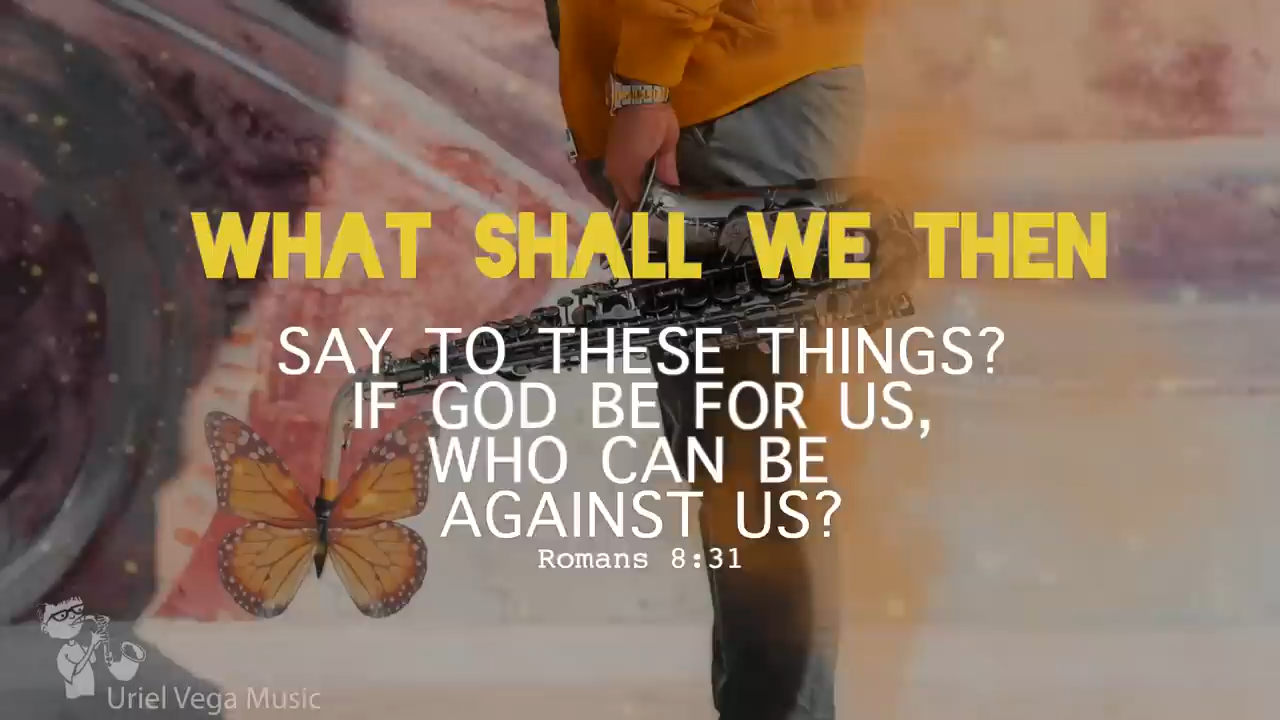 WHAT SHALL WE THEN
SAY TO THESE THINGS?
IF GOD BE FOR US,
WHO CAN BE
AGAINST US?
Romans 8:31
Uriel Vega Music